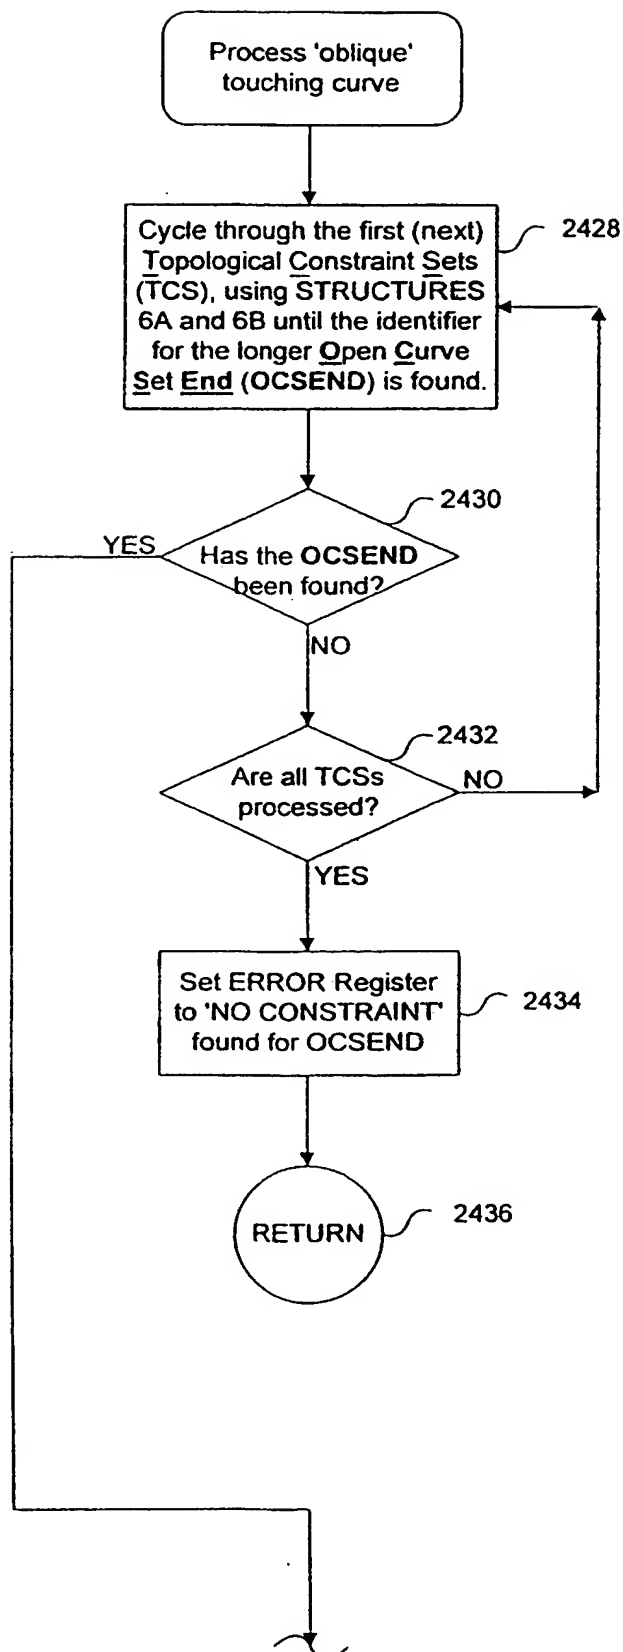 Process 'oblique'
touching curve
Cycle through the first (next)
Topological Constraint Sets
(TCS), using STRUCTURES
6A and 6B until the identifier
for the longer Open Curve
Set End (OCSEND) is found.
2428
2430
YES
Has the OCSEND
been found?
NO
2432
Are all TCSs
processed?
NO
YES
Set ERROR Register
to 'NO CONSTRAINT'
found for OCSEND
2434
RETURN
2436